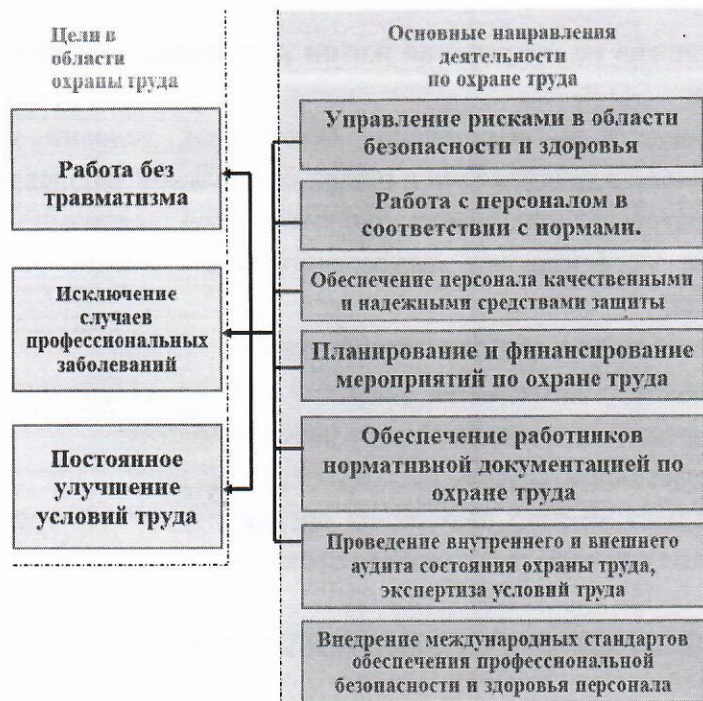 Цели в
области
охраны труда
Работа без
травматизма
Исключение
случаев
профессиональных
заболеваний
Постоянное
улучшение
условий труда
Основные направления
деятельности
по охране труда
Управление рисками в области
безопасности и здоровья
Работа с персоналом в
соответствии с нормами.
Обеспечение персонала качественными
и надежными средствами защиты
Планирование и финансирование
мероприятий по охране труда
Обеспечение работников
нормативной документацией по
охране труда
Проведение внутреннего и внешнего
аудита состояния охраны труда,
экспертиза условий труда
Внедрение международных стандартов
обеспечения профессиональной
безопасности и здоровья персонала